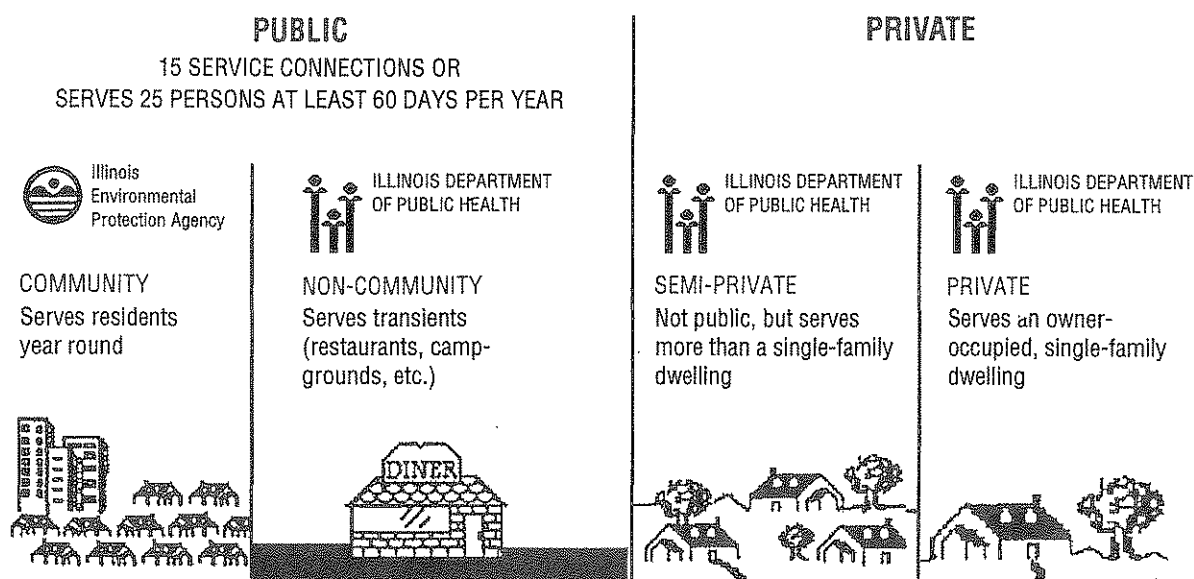 PUBLIC
15 SERVICE CONNECTIONS OR
SERVES 25 PERSONS AT LEAST 60 DAYS PER YEAR
Illinois
Environmental
Protection Agency
COMMUNITY
Serves residents
year round
ILLINOIS DEPARTMENT
OF PUBLIC HEALTH
NON-COMMUNITY
Serves transients
(restaurants, camp-
grounds, etc.)
DINER
PRIVATE
ILLINOIS DEPARTMENT
OF PUBLIC HEALTH
SEMI-PRIVATE
Not public, but serves
more than a single-family
dwelling
ILLINOIS DEPARTMENT
OF PUBLIC HEALTH
PRIVATE
Serves an owner-
occupied, single-family
dwelling